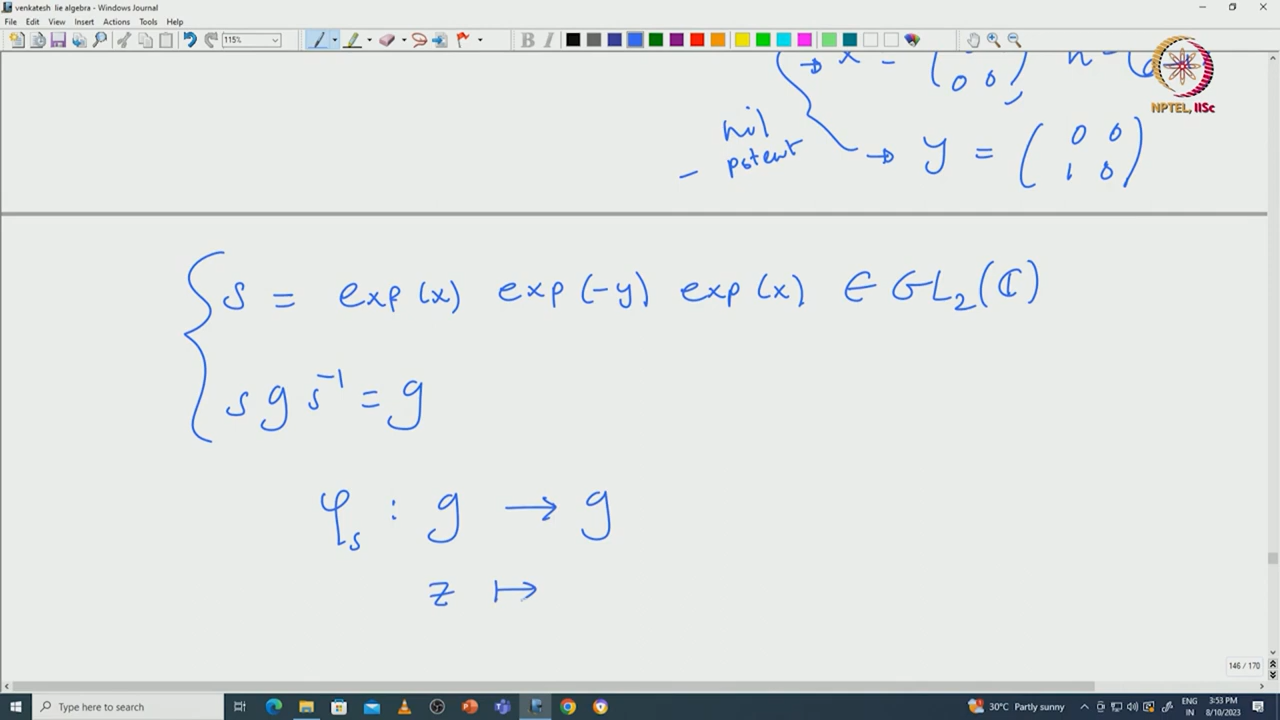 venkatesh lie algebra - Windows Journal
File Edit View Insert Actions Tools Help
115%
B I
x = ( 0 0 ) , h = (
NPTEL, IISc
nil
- potent
→ y = ( 0 0
1 0 )
s = exp(x) exp(-y) exp(x) ∈ GL₂(ℂ)
s g s⁻¹ = g
φₛ : g → g
z ↦
146 / 170
Type here to search
30°C Partly sunny
ENG
IN
3:53 PM
8/10/2023